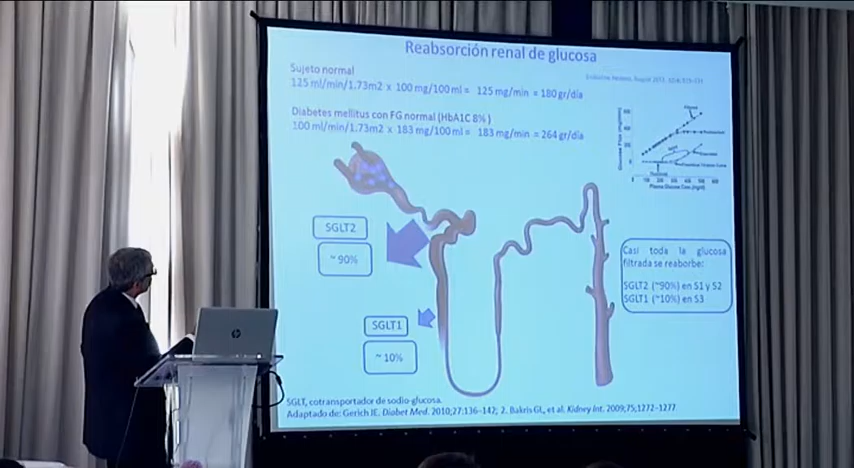 Reabsorción renal de glucosa
Sujeto normal
125 ml/min/1.73m2 x 100 mg/100 ml = 125 mg/min = 180 gr/día
Diabetes mellitus con FG normal (HbA1C 8%)
100 ml/min/1.73m2 x 183 mg/100 ml = 183 mg/min = 264 gr/día
SGLT2
~ 90%
SGLT1
~ 10%
Casi toda la glucosa
filtrada se reaborbe:
SGLT2 (~90%) en S1 y S2
SGLT1 (~10%) en S3
hp
SGLT, cotransportador de sodio-glucosa.
Adaptado de: Gerich JE. Diabet Med. 2010;27:136-142; 2. Bakris GL, et al. Kidney Int. 2009;75;1272-1277